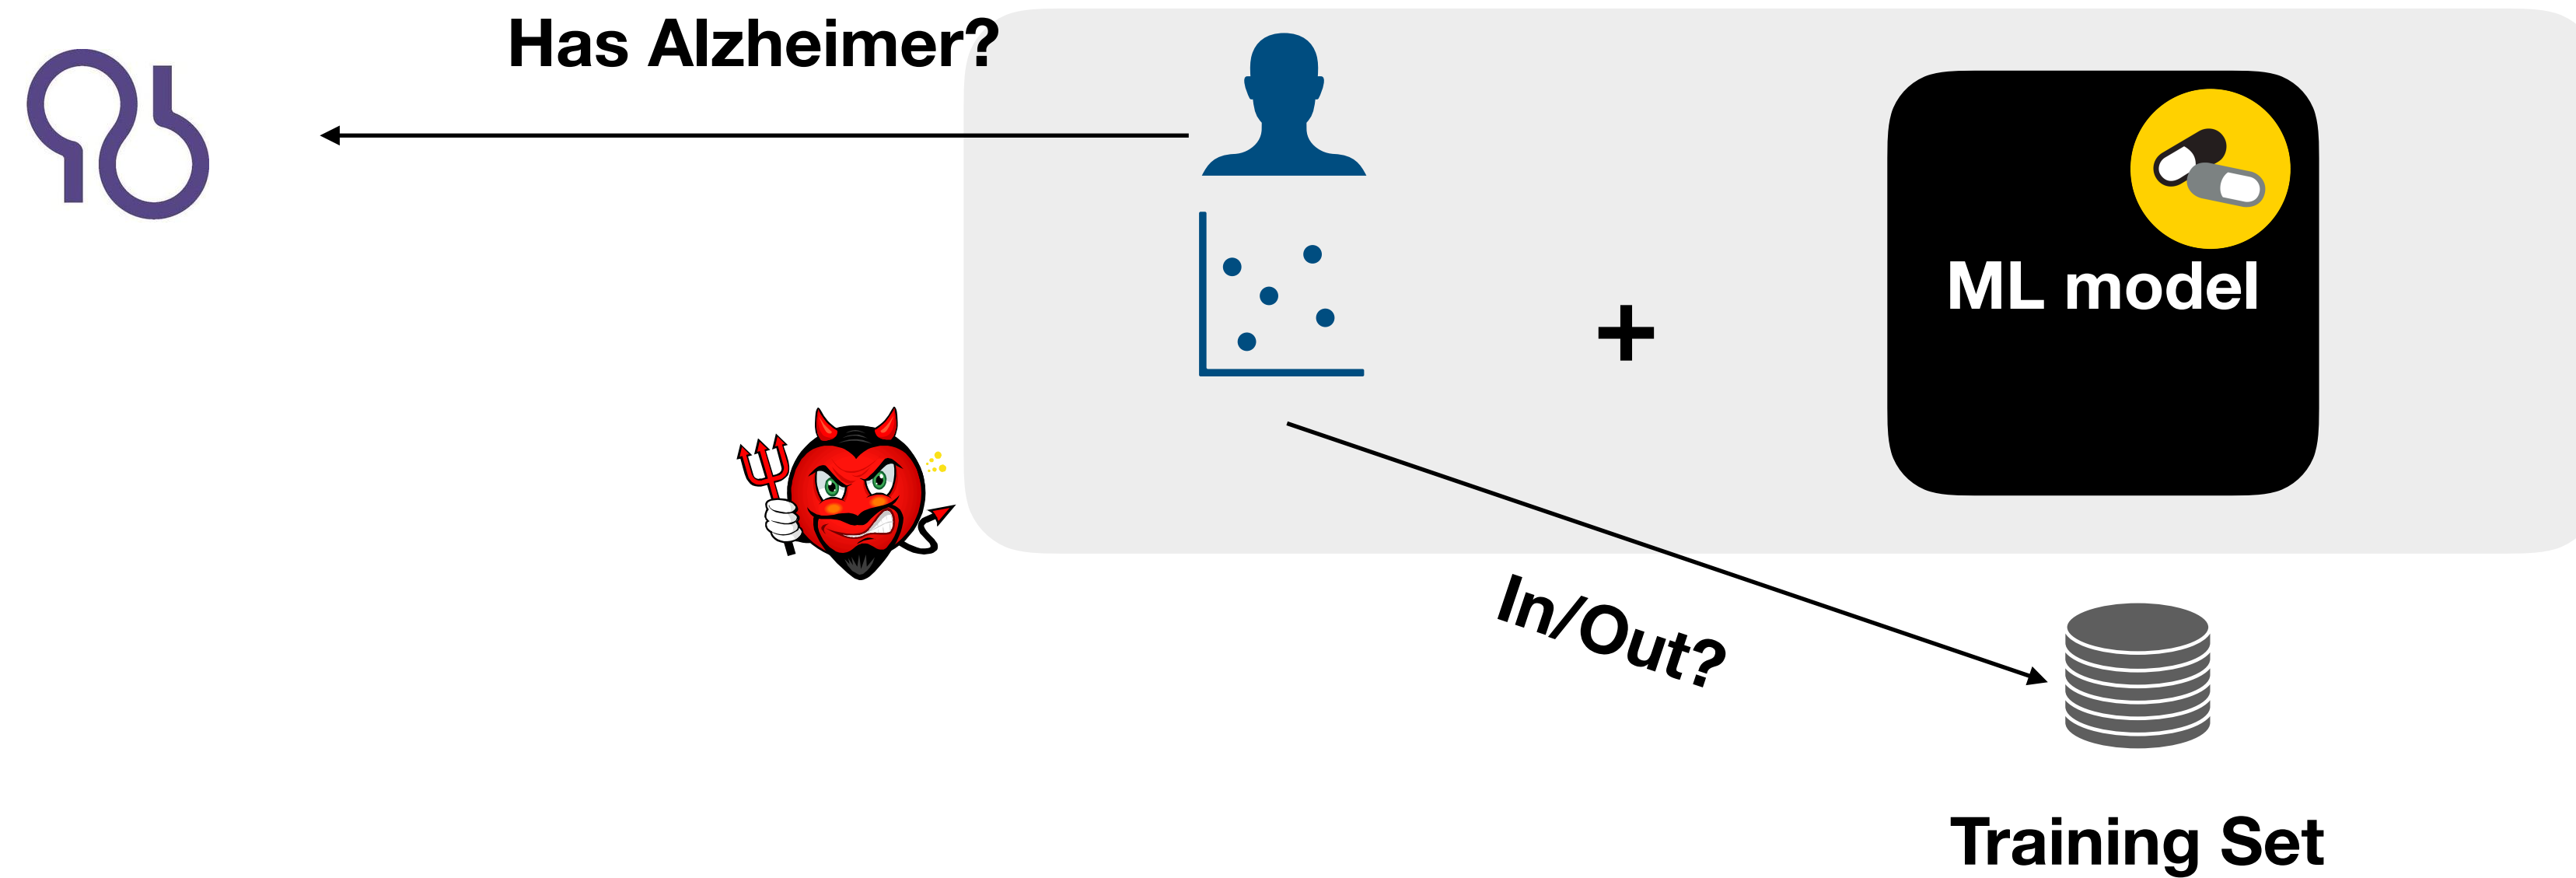 Has Alzheimer?
ML model
+
In/Out?
Training Set